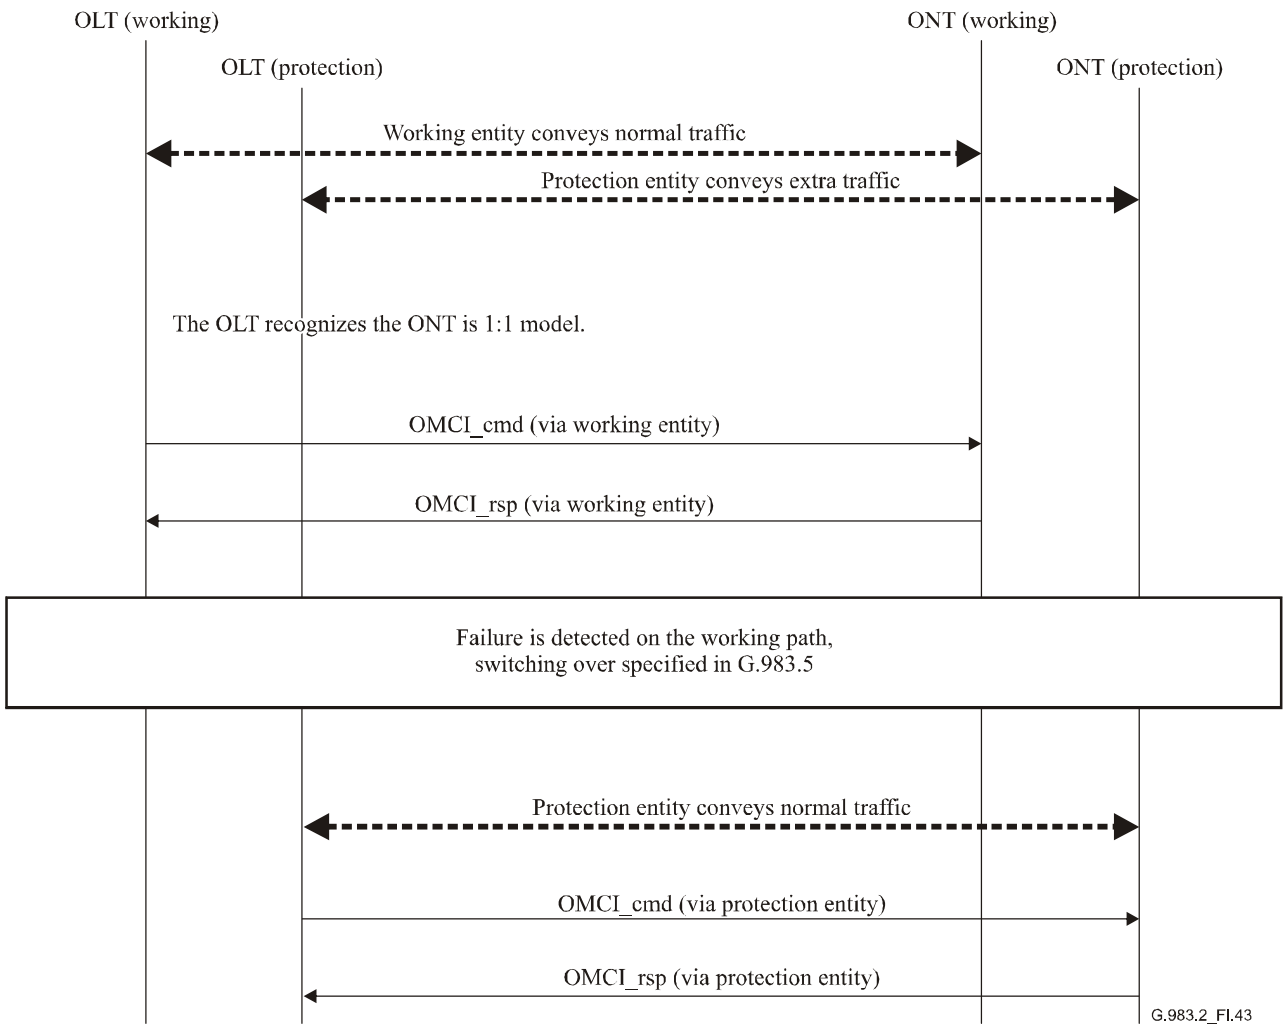 OLT (working)
ONT (working)
OLT (protection)
ONT (protection)
Working entity conveys normal traffic
Protection entity conveys extra traffic
The OLT recognizes the ONT is 1:1 model.
OMCI_cmd (via working entity)
OMCI_rsp (via working entity)
Failure is detected on the working path,
switching over specified in G.983.5
Protection entity conveys normal traffic
OMCI_cmd (via protection entity)
OMCI_rsp (via protection entity)
G.983.2_FI.43